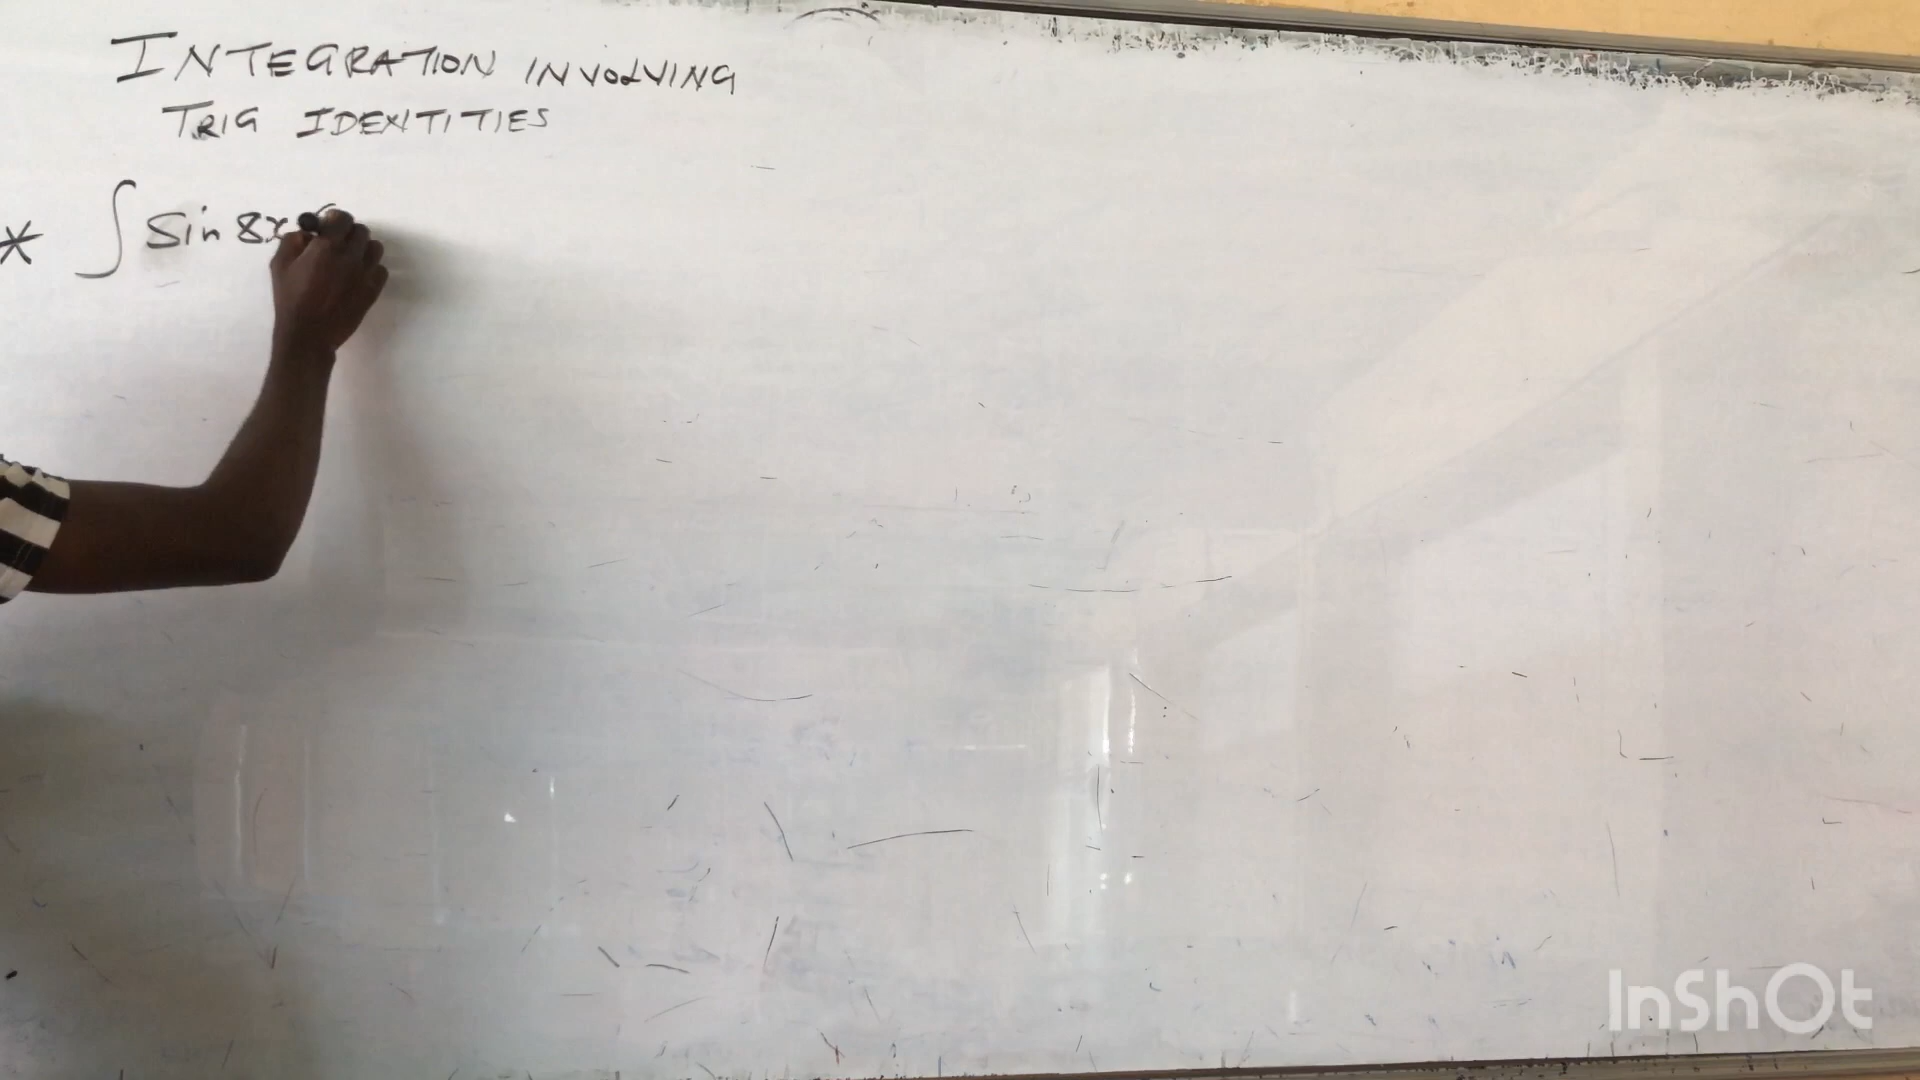 INTEGRATION INVOLVING
TRIG IDENTITIES
* ∫ Sin 8x
InShOt